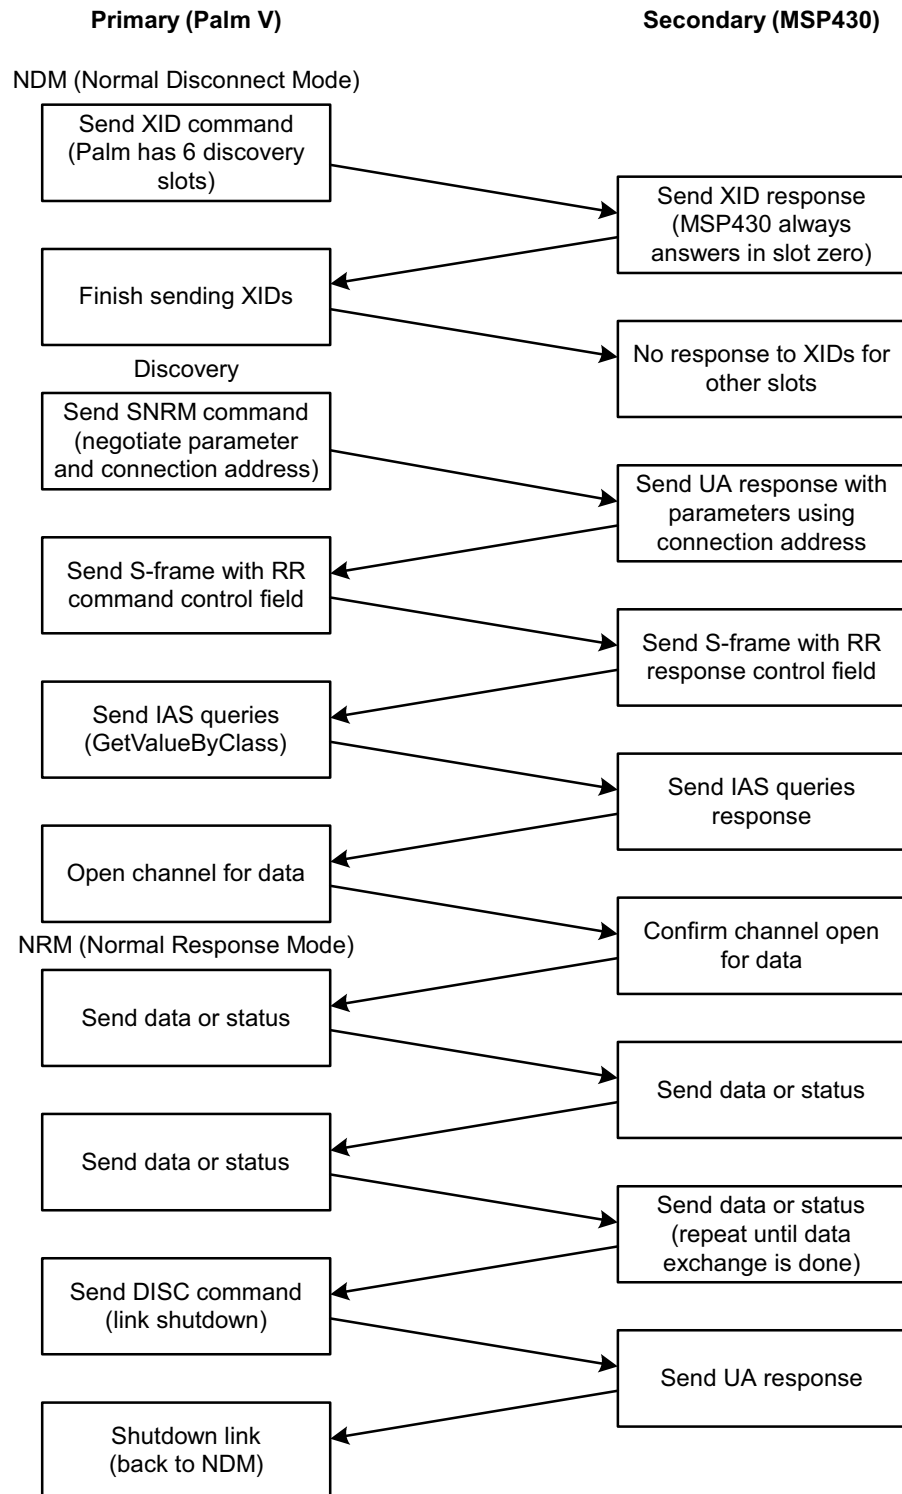 Primary (Palm V)
Secondary (MSP430)
NDM (Normal Disconnect Mode)
Send XID command
(Palm has 6 discovery
slots)
Send XID response
(MSP430 always
answers in slot zero)
Finish sending XIDs
No response to XIDs for
other slots
Discovery
Send SNRM command
(negotiate parameter
and connection address)
Send UA response with
parameters using
connection address
Send S-frame with RR
command control field
Send S-frame with RR
response control field
Send IAS queries
(GetValueByClass)
Send IAS queries
response
Open channel for data
Confirm channel open
for data
NRM (Normal Response Mode)
Send data or status
Send data or status
Send data or status
Send data or status
(repeat until data
exchange is done)
Send DISC command
(link shutdown)
Send UA response
Shutdown link
(back to NDM)